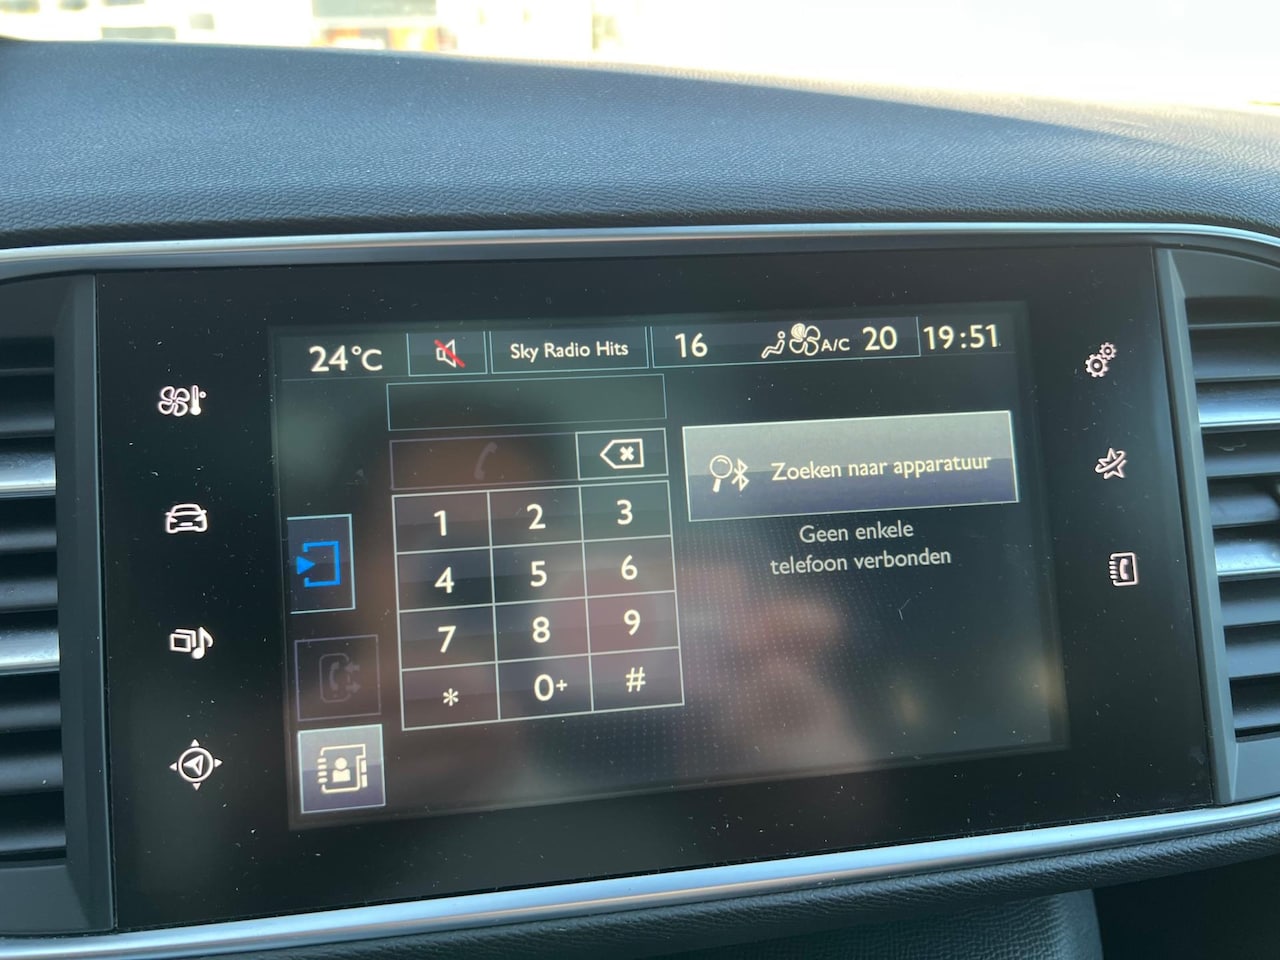 24°C
Sky Radio Hits
16
A/C 20
19:51
Zoeken naar apparatuur
Geen enkele
telefoon verbonden
1 2 3
4 5 6
7 8 9
* 0+ #